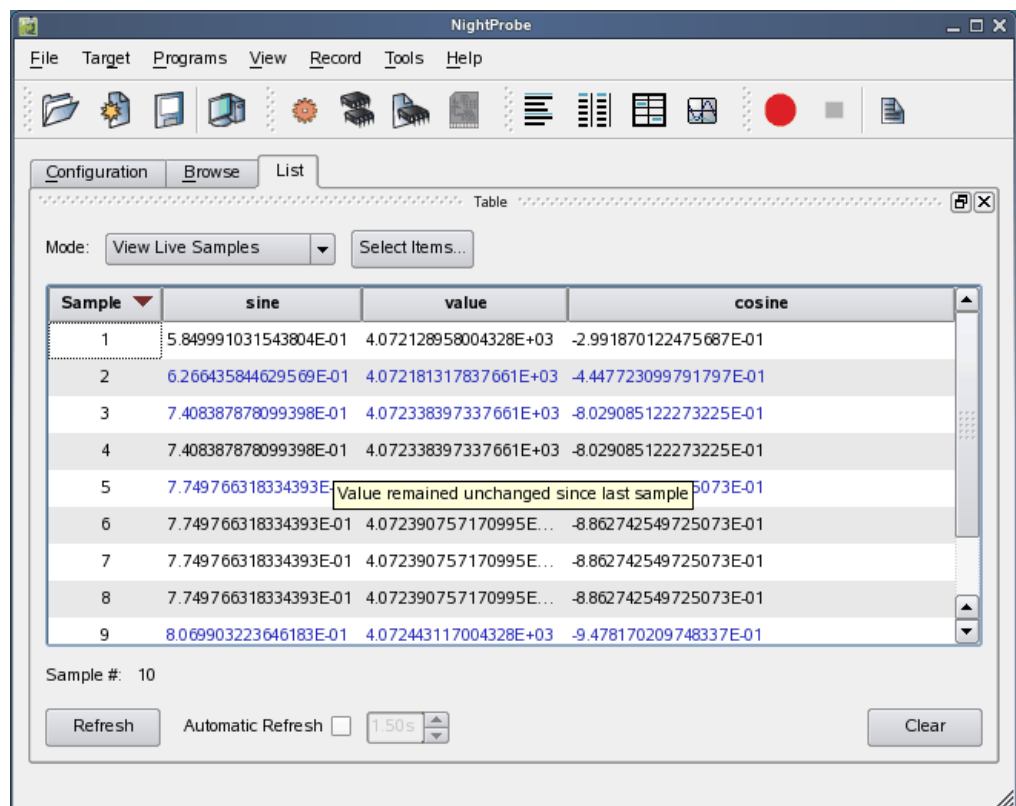 NightProbe
File Target Programs View Record Tools Help
Configuration Browse List
Table
Mode: View Live Samples Select Items...
Sample sine value cosine
1 5.849991031543804E-01 4.072128958004328E+03 -2.991870122475687E-01
2 6.266435844629569E-01 4.072181317837661E+03 -4.447723099791797E-01
3 7.408387878099398E-01 4.072338397337661E+03 -8.029085122273225E-01
4 7.408387878099398E-01 4.072338397337661E+03 -8.029085122273225E-01
5 7.749766318334393E- Value remained unchanged since last sample 5073E-01
6 7.749766318334393E-01 4.072390757170995E... -8.862742549725073E-01
7 7.749766318334393E-01 4.072390757170995E... -8.862742549725073E-01
8 7.749766318334393E-01 4.072390757170995E... -8.862742549725073E-01
9 8.069903223646183E-01 4.072443117004328E+03 -9.478170209748337E-01
Sample #: 10
Refresh Automatic Refresh 1.50s Clear